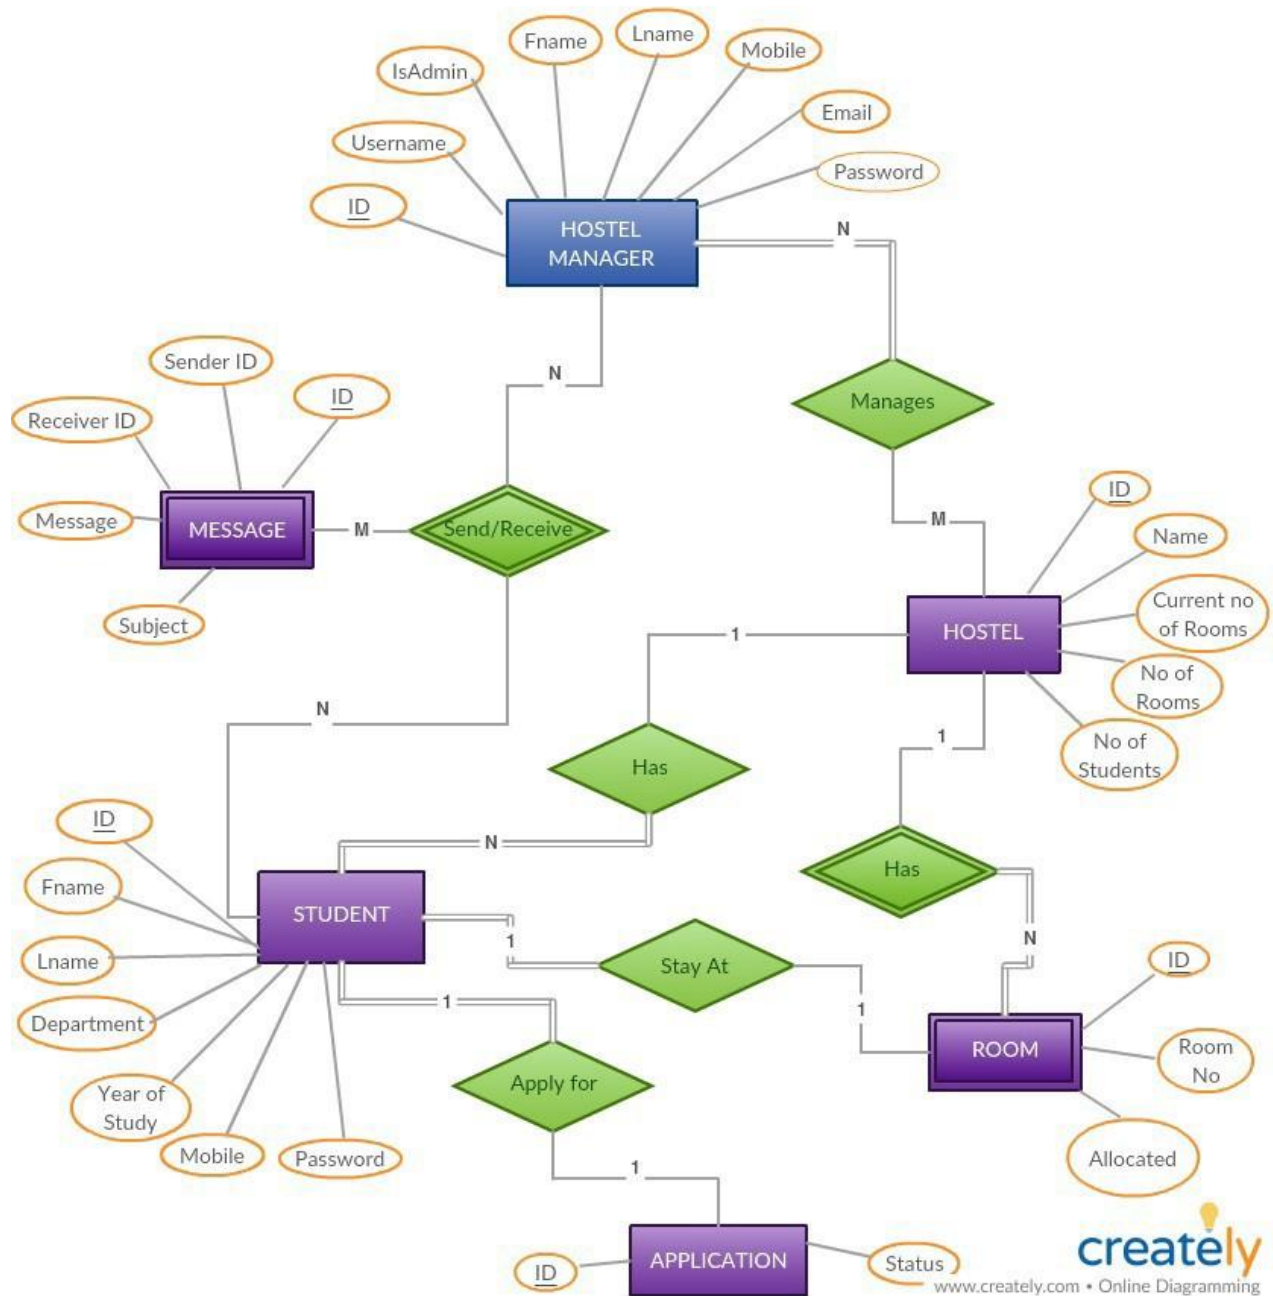 Lname
Fname
Mobile
IsAdmin
Email
Username
Password
ID
HOSTEL
MANAGER
N
Sender ID
ID
N
Manages
Receiver ID
ID
Message
MESSAGE
M
Send/Receive
M
Name
Current no
of Rooms
Subject
1
HOSTEL
No of
Rooms
N
1
No of
Students
Has
ID
N
Has
Fname
STUDENT
1
N
Lname
Stay At
ID
Department
1
1
ROOM
Room
No
Year of
Study
Apply for
Mobile
Password
1
Allocated
APPLICATION
ID
Status
creately
www.creately.com • Online Diagramming